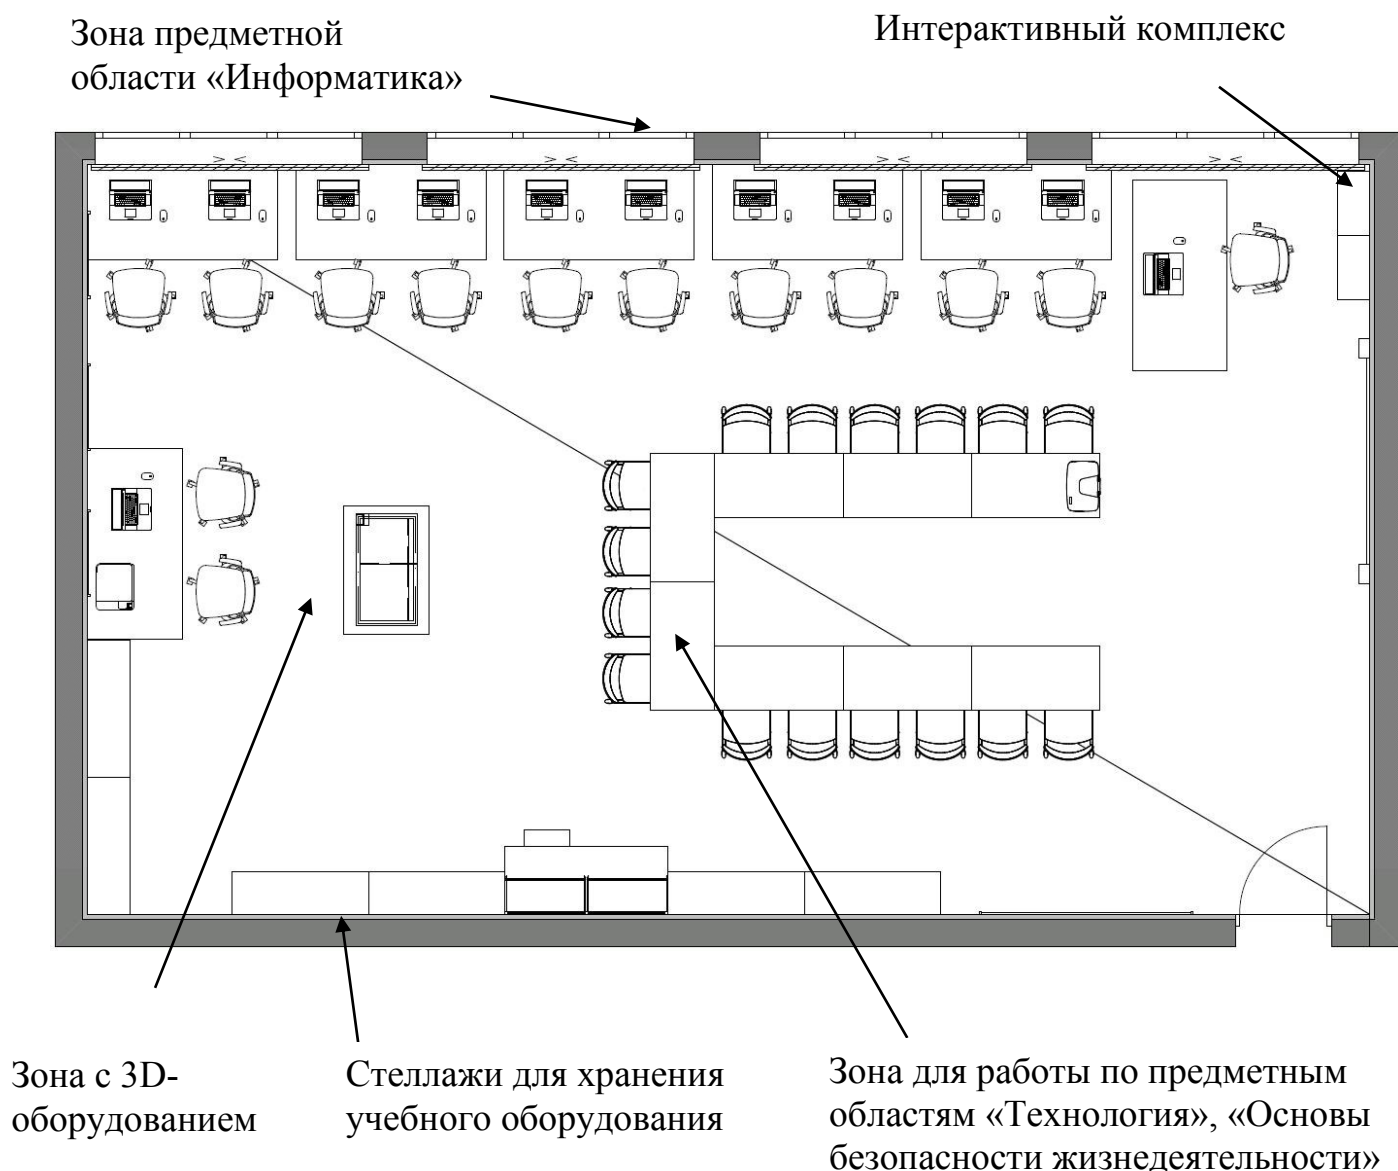 Зона предметной
области «Информатика»
Интерактивный комплекс
Зона с 3D-
оборудованием
Стеллажи для хранения
учебного оборудования
Зона для работы по предметным
областям «Технология», «Основы
безопасности жизнедеятельности»